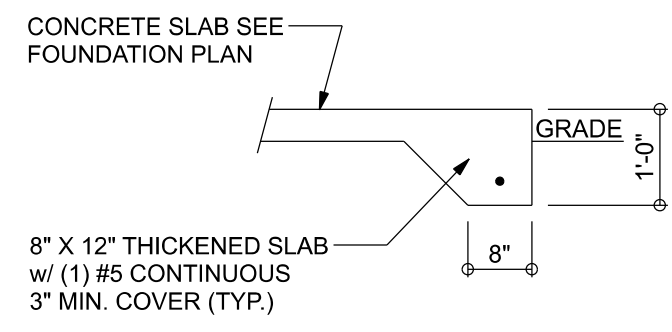 CONCRETE SLAB SEE
FOUNDATION PLAN
GRADE
1'-0"
8" X 12" THICKENED SLAB
w/ (1) #5 CONTINUOUS
3" MIN. COVER (TYP.)
8"